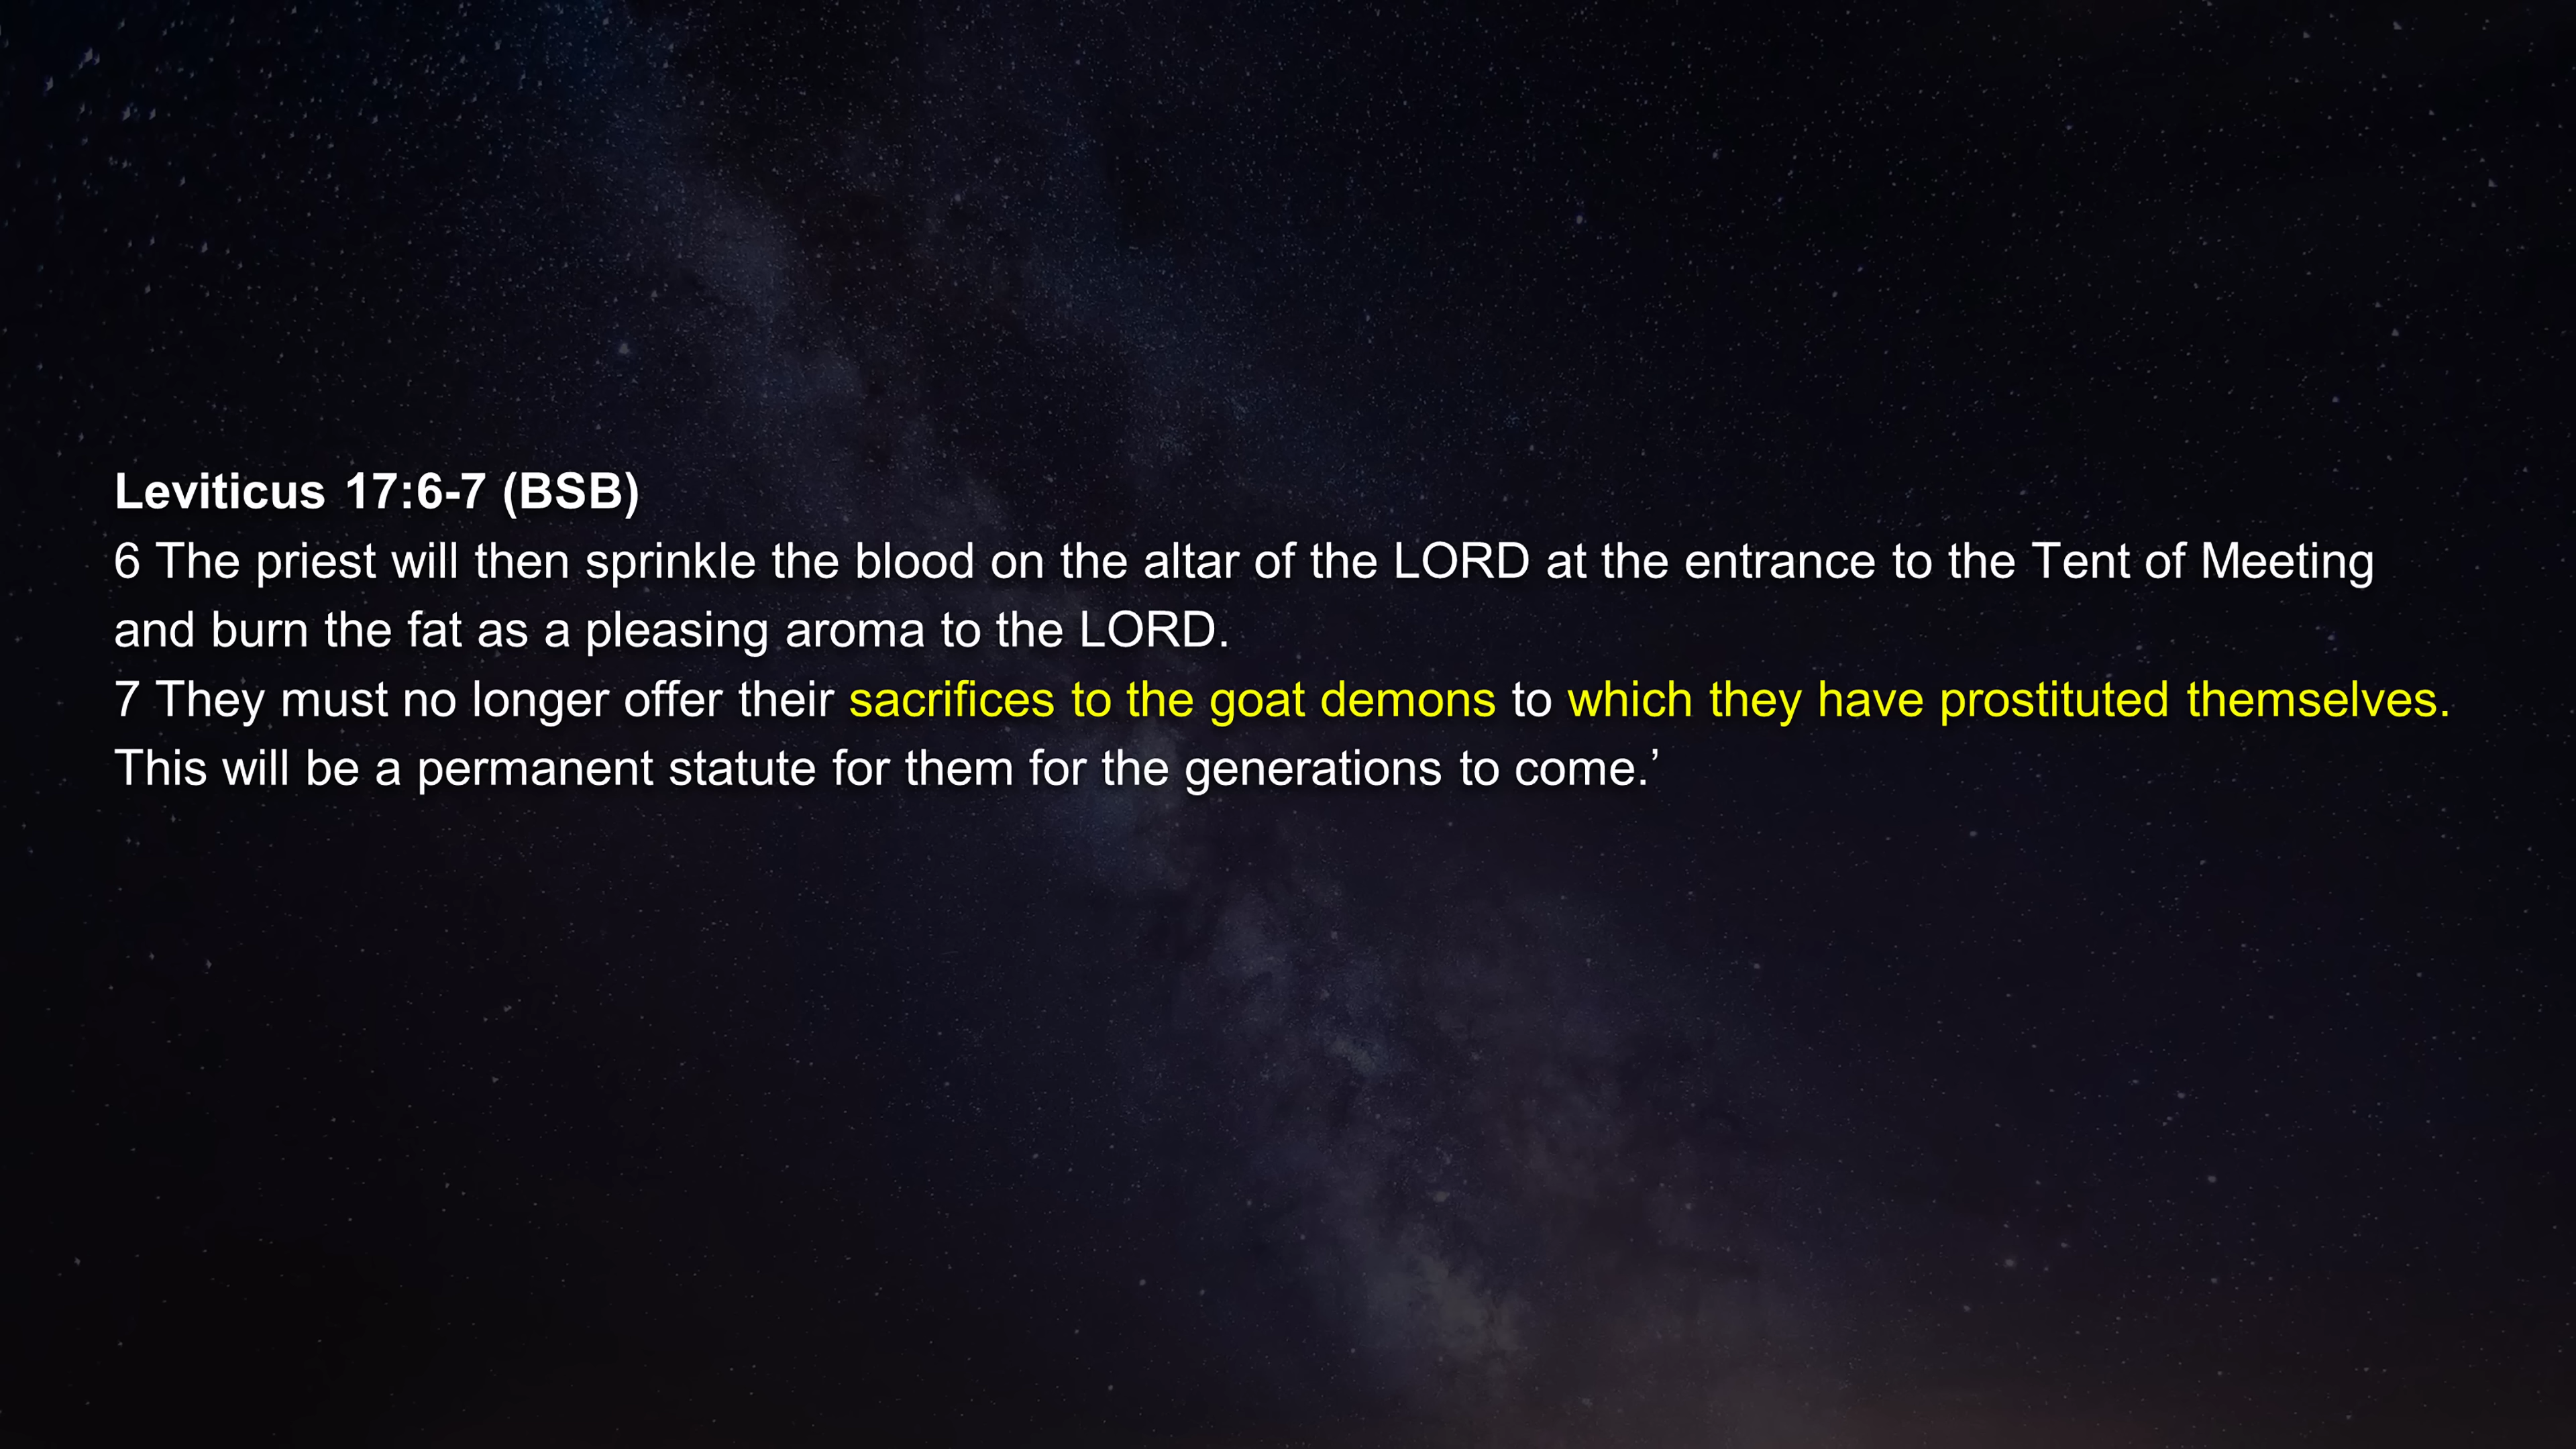 Leviticus 17:6-7 (BSB)
6 The priest will then sprinkle the blood on the altar of the LORD at the entrance to the Tent of Meeting
and burn the fat as a pleasing aroma to the LORD.
7 They must no longer offer their sacrifices to the goat demons to which they have prostituted themselves.
This will be a permanent statute for them for the generations to come.’